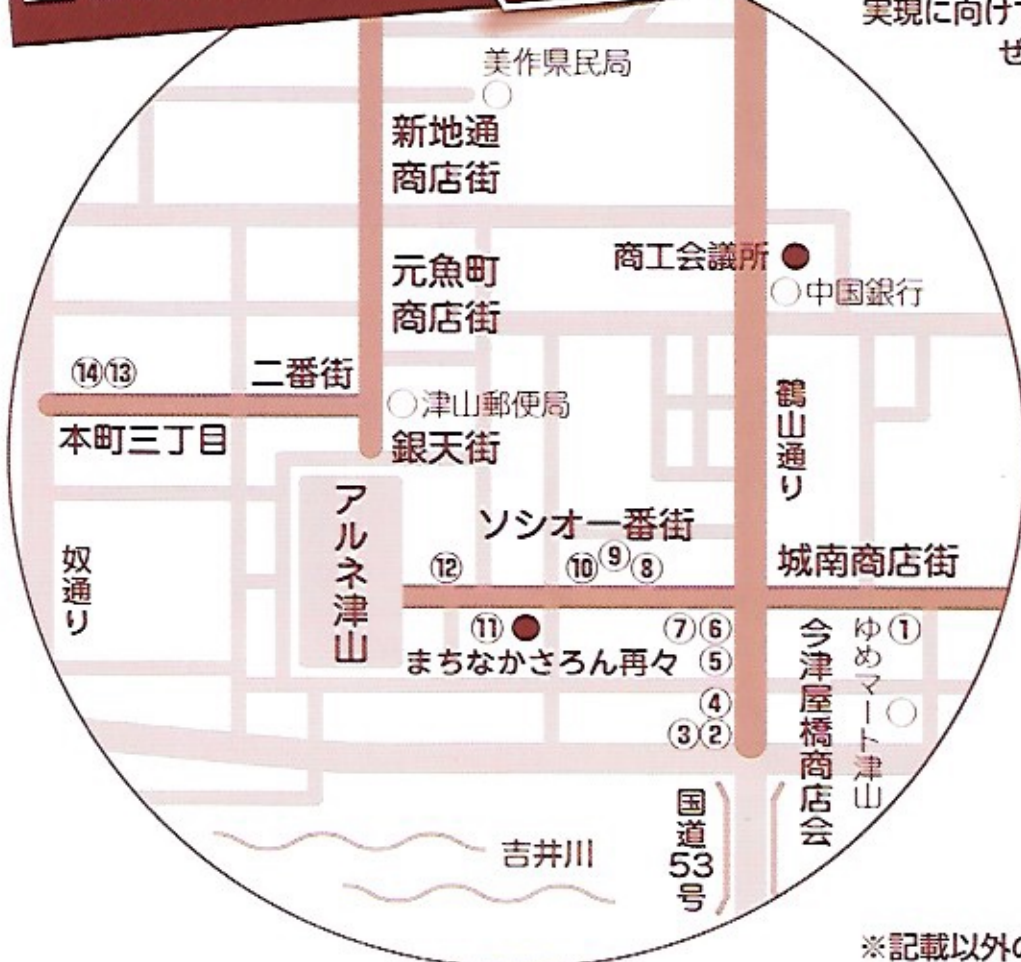 実現に向けて
ぜ
美作県民局
新地通
商店街
元魚町
商店街
商工会議所
中国銀行
⑭⑬
二番街
津山郵便局
本町三丁目
銀天街
鶴山通り
アルネ津山
ソシオ一番街
奴通り
⑫
⑩⑨⑧
城南商店街
⑪
まちなかさろん再々
⑦⑥
⑤
④
③②
今津屋橋商店会
①
ゆめマート津山
国道53号
吉井川
※記載以外の